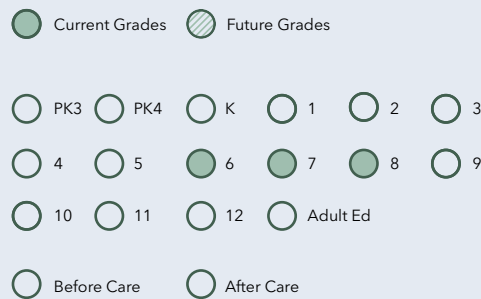 Current Grades Future Grades
PK3 PK4 K 1 2 3
4 5 6 7 8 9
10 11 12 Adult Ed
Before Care After Care